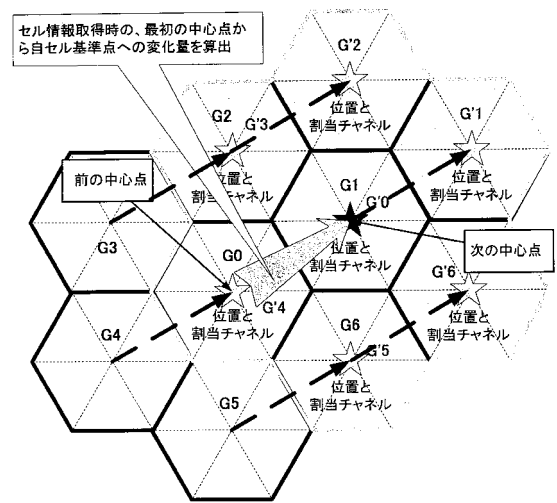 セル情報取得時の、最初の中心点か
ら自セル基準点への変化量を算出
G'2
位置と
割当チャネル
G2
G'3
位置と
割当チャネル
G'1
位置と
割当チャネル
前の中心点
G1
G'0
位置と
割当チャネル
G3
G0
次の中心点
G'4
位置と
割当チャネル
G'6
位置と
割当チャネル
G4
G6
G'5
位置と
割当チャネル
G5